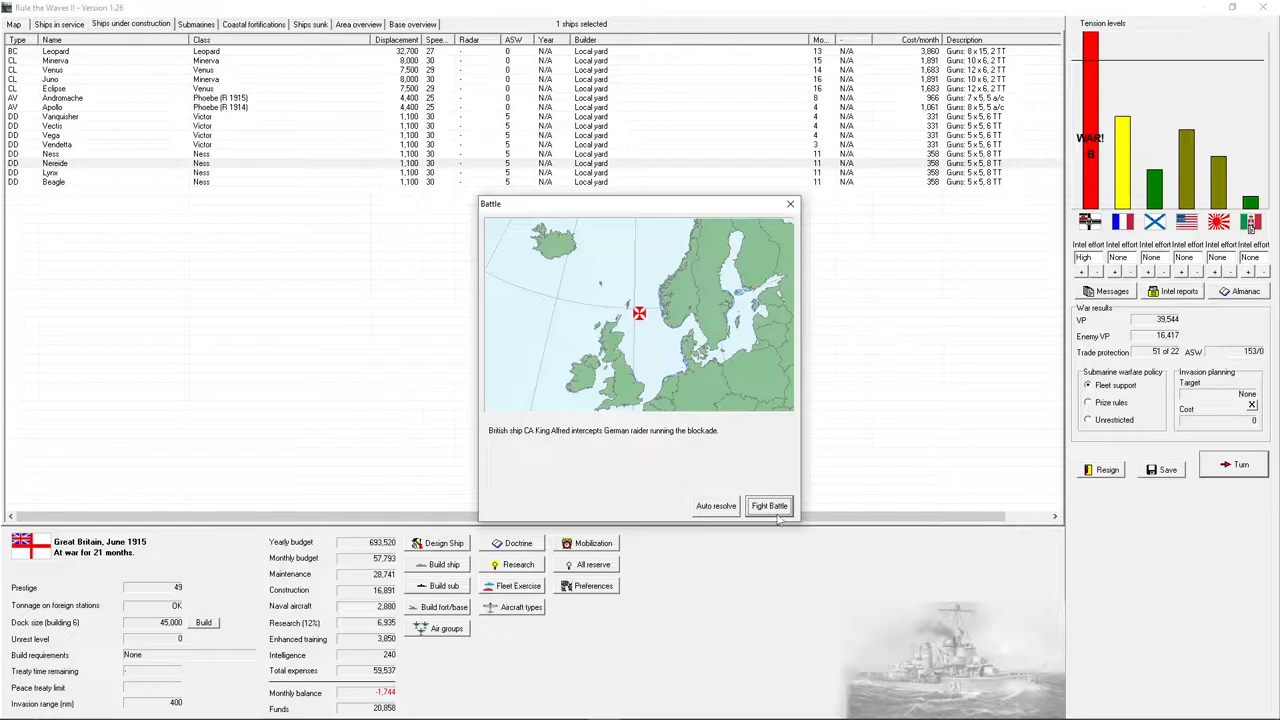 Rule the Waves II - Version 1.26
Map Ships in service Ships under construction Submarines Coastal fortifications Ships sunk Area overview Base overview 1 ships selected
Type Name Class Displacement Spee... Radar ASW Year Builder Mo... - Cost/month Description
BC Leopard Leopard 32,700 27 - 0 N/A Local yard 13 N/A 3,860 Guns: 8 x 15, 2 TT
CL Minerva Minerva 8,000 30 - 0 N/A Local yard 15 N/A 1,891 Guns: 10 x 6, 2 TT
CL Venus Venus 7,500 29 - 0 N/A Local yard 14 N/A 1,683 Guns: 12 x 6, 2 TT
CL Juno Minerva 8,000 30 - 0 N/A Local yard 16 N/A 1,891 Guns: 10 x 6, 2 TT
CL Eclipse Venus 7,500 29 - 0 N/A Local yard 16 N/A 1,683 Guns: 12 x 6, 2 TT
AV Andromache Phoebe (R 1915) 4,400 25 - 0 N/A Local yard 8 N/A 966 Guns: 7 x 5, 5 a/c
AV Apollo Phoebe (R 1914) 4,400 25 - 0 N/A Local yard 4 N/A 1,061 Guns: 8 x 5, 5 a/c
DD Vanquisher Victor 1,100 30 - 5 N/A Local yard 4 N/A 331 Guns: 5 x 5, 6 TT
DD Vectis Victor 1,100 30 - 5 N/A Local yard 4 N/A 331 Guns: 5 x 5, 6 TT
DD Vega Victor 1,100 30 - 5 N/A Local yard 4 N/A 331 Guns: 5 x 5, 6 TT
DD Vendetta Victor 1,100 30 - 5 N/A Local yard 3 N/A 331 Guns: 5 x 5, 6 TT
DD Ness Ness 1,100 30 - 5 N/A Local yard 11 N/A 358 Guns: 5 x 5, 8 TT
DD Nereide Ness 1,100 30 - 5 N/A Local yard 11 N/A 358 Guns: 5 x 5, 8 TT
DD Lynx Ness 1,100 30 - 5 N/A Local yard 11 N/A 358 Guns: 5 x 5, 8 TT
DD Beagle Ness 1,100 30 - 5 N/A Local yard 11 N/A 358 Guns: 5 x 5, 8 TT
Battle
British ship CA King Alfred intercepts German raider running the blockade.
Auto resolve Fight Battle
Tension levels
WAR!
B
Intel effort Intel effort Intel effort Intel effort Intel effort Intel effort
High None None None None None
+ - + - + - + - + - + -
Messages Intel reports Almanac
War results
VP 39,544
Enemy VP 16,417
Trade protection 51 of 22 ASW 153/0
Submarine warfare policy
Fleet support
Prize rules
Unrestricted
Invasion planning
Target
None
X
Cost
0
Resign Save Turn
Great Britain, June 1915
At war for 21 months.
Prestige 49
Tonnage on foreign stations OK
Dock size (building 6) 45,000 Build
Unrest level 0
Build requirements None
Treaty time remaining -
Peace treaty limit
Invasion range (nm) 400
Yearly budget 693,520
Monthly budget 57,793
Maintenance 28,741
Construction 16,891
Naval aircraft 2,880
Research (12%) 6,935
Enhanced training 3,850
Intelligence 240
Total expenses 59,537
Monthly balance -1,744
Funds 20,858
Design Ship Doctrine Mobilization
Build ship Research All reserve
Build sub Fleet Exercise Preferences
Build fort/base Aircraft types
Air groups